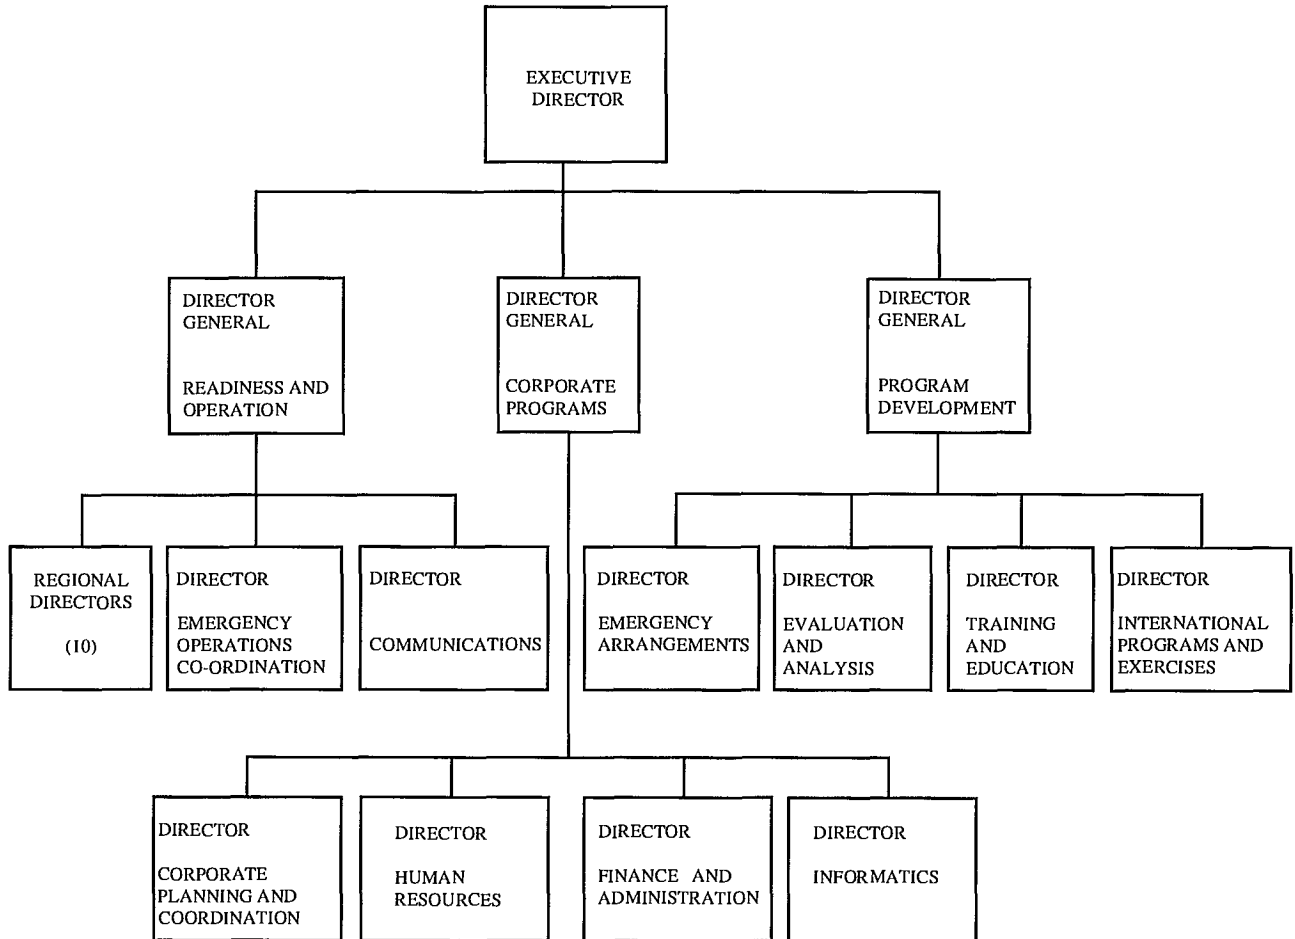 EXECUTIVE
DIRECTOR
DIRECTOR
GENERAL
READINESS AND
OPERATION
DIRECTOR
GENERAL
CORPORATE
PROGRAMS
DIRECTOR
GENERAL
PROGRAM
DEVELOPMENT
REGIONAL
DIRECTORS
(10)
DIRECTOR
EMERGENCY
OPERATIONS
CO-ORDINATION
DIRECTOR
COMMUNICATIONS
DIRECTOR
EMERGENCY
ARRANGEMENTS
DIRECTOR
EVALUATION
AND
ANALYSIS
DIRECTOR
TRAINING
AND
EDUCATION
DIRECTOR
INTERNATIONAL
PROGRAMS AND
EXERCISES
DIRECTOR
CORPORATE
PLANNING AND
COORDINATION
DIRECTOR
HUMAN
RESOURCES
DIRECTOR
FINANCE AND
ADMINISTRATION
DIRECTOR
INFORMATICS